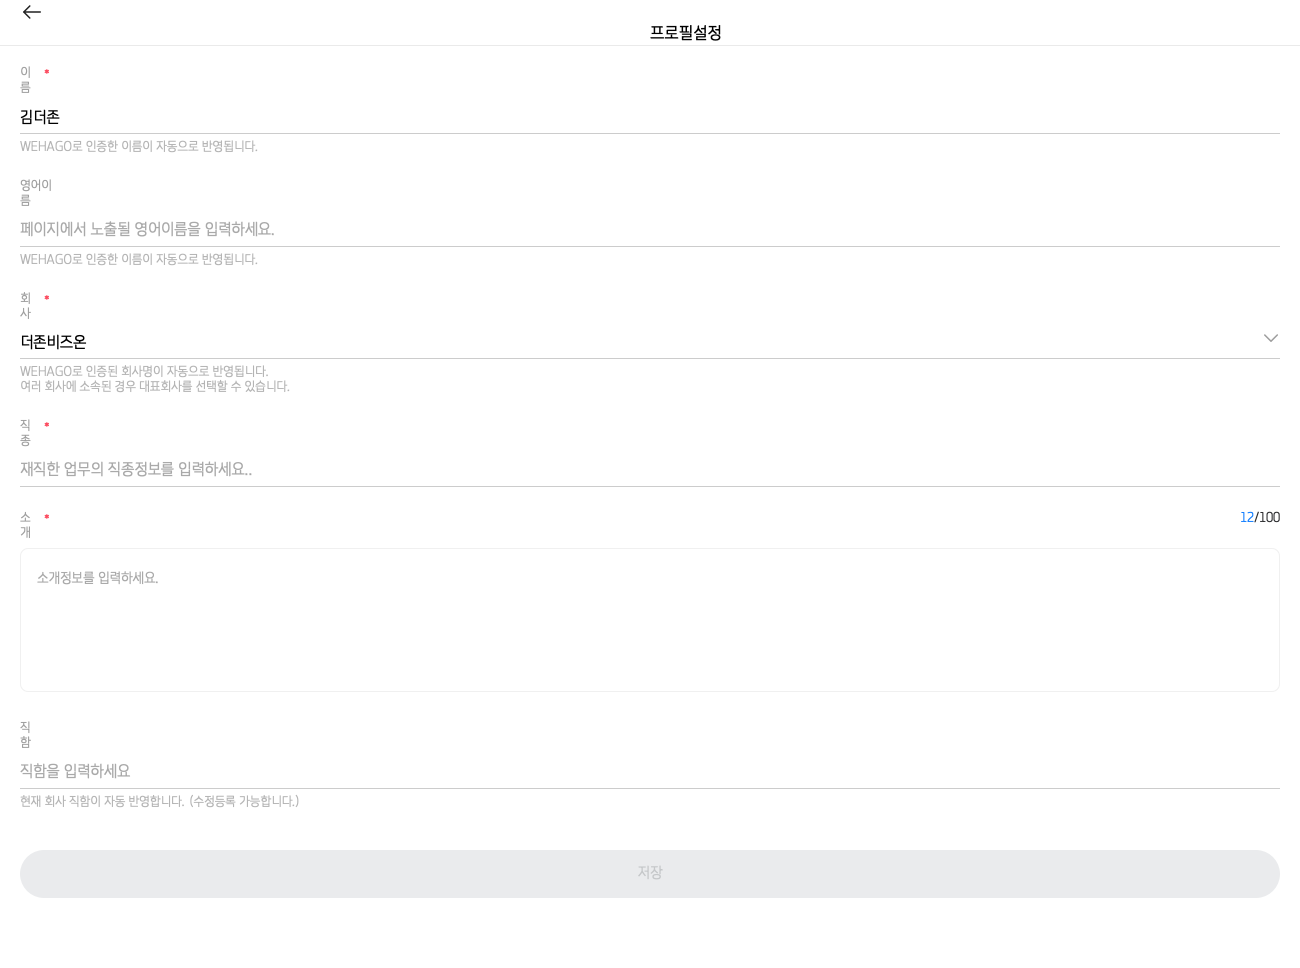 프로필설정
이 *
름
김더존
WEHAGO로 인증한 이름이 자동으로 반영됩니다.
영어이
름
페이지에서 노출될 영어이름을 입력하세요.
WEHAGO로 인증한 이름이 자동으로 반영됩니다.
회 *
사
더존비즈온
WEHAGO로 인증된 회사명이 자동으로 반영됩니다.
여러 회사에 소속된 경우 대표회사를 선택할 수 있습니다.
직 *
종
재직한 업무의 직종정보를 입력하세요..
소 * 12/100
개
소개정보를 입력하세요.
직
함
직함을 입력하세요
현재 회사 직함이 자동 반영합니다. (수정등록 가능합니다.)
저장